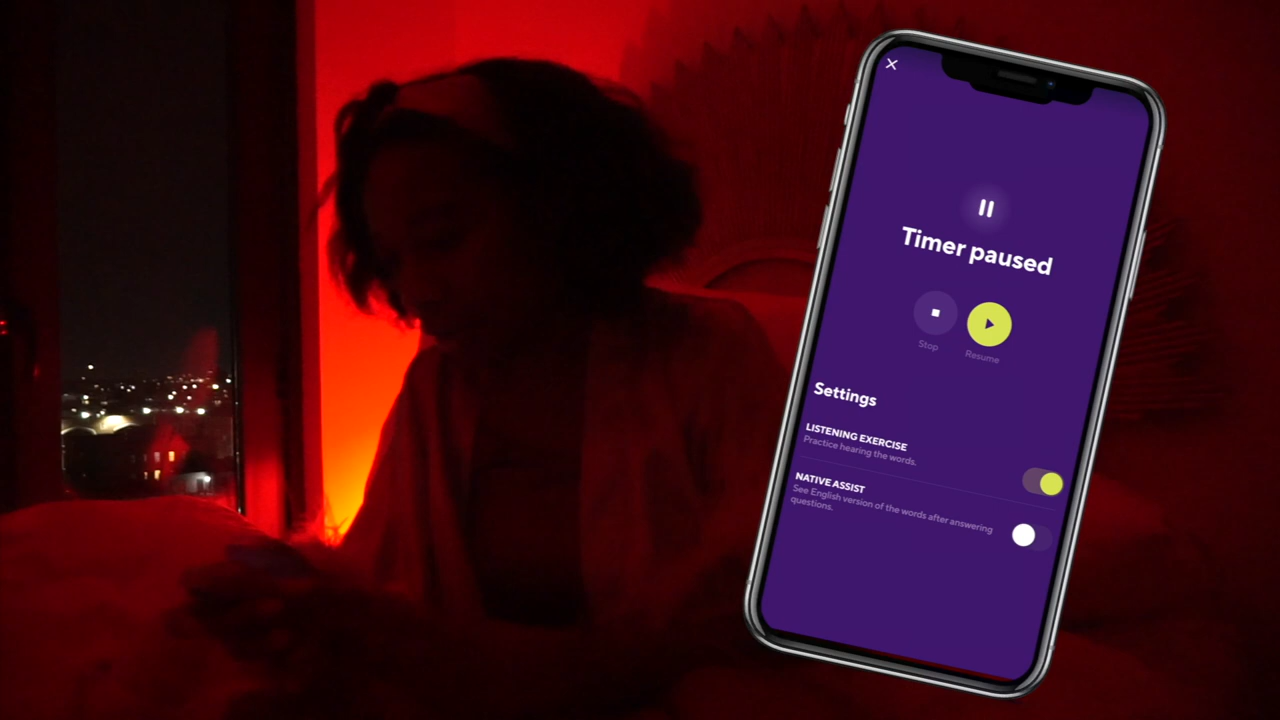 Timer paused
Stop
Resume
Settings
LISTENING EXERCISE
Practice hearing the words.
NATIVE ASSIST
See English version of the words after answering
questions.